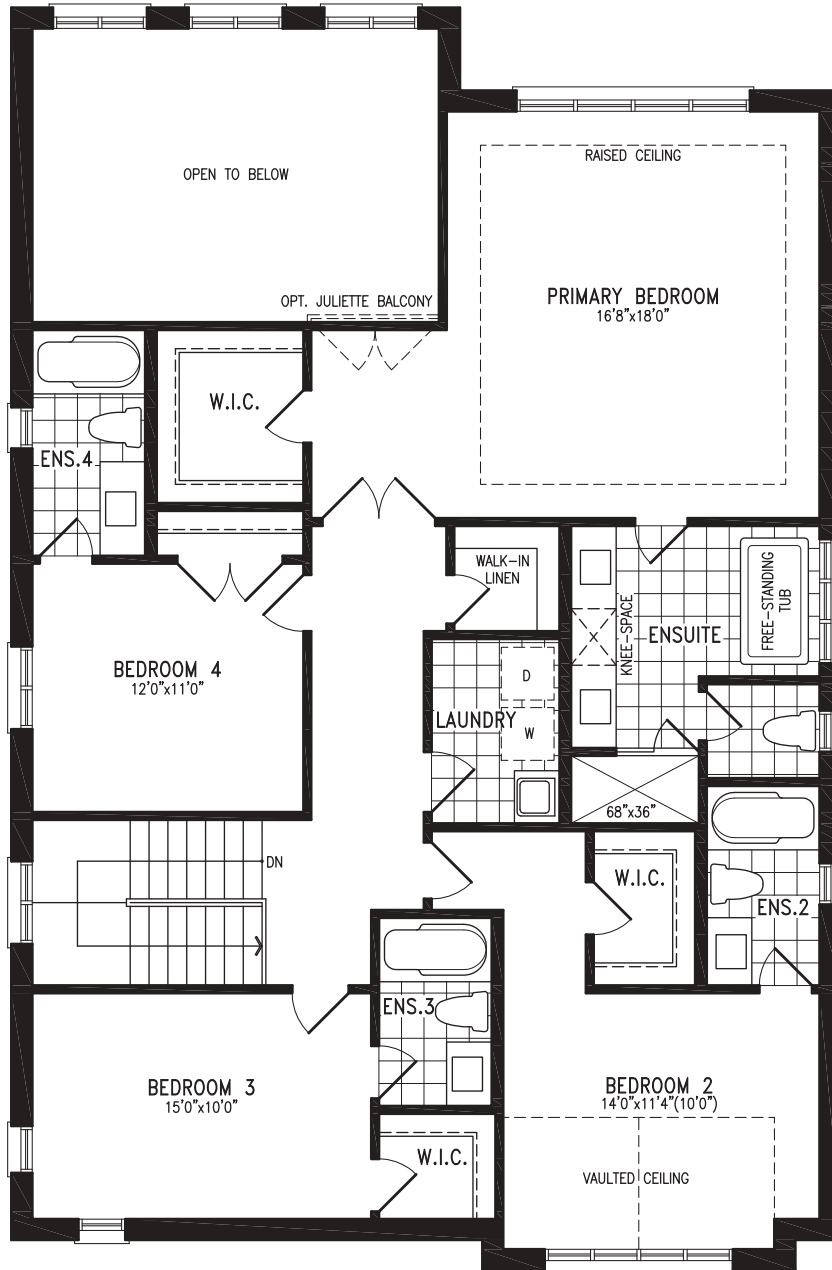 RAISED CEILING
OPEN TO BELOW
OPT. JULIETTE BALCONY
PRIMARY BEDROOM
16'8"x18'0"
W.I.C.
ENS.4
WALK-IN
LINEN
KNEE-SPACE
ENSUITE
FREE-STANDING
TUB
BEDROOM 4
12'0"x11'0"
D
LAUNDRY
W
68"x36"
DN
W.I.C.
ENS.2
ENS.3
BEDROOM 3
15'0"x10'0"
BEDROOM 2
14'0"x11'4"(10'0")
W.I.C.
VAULTED CEILING